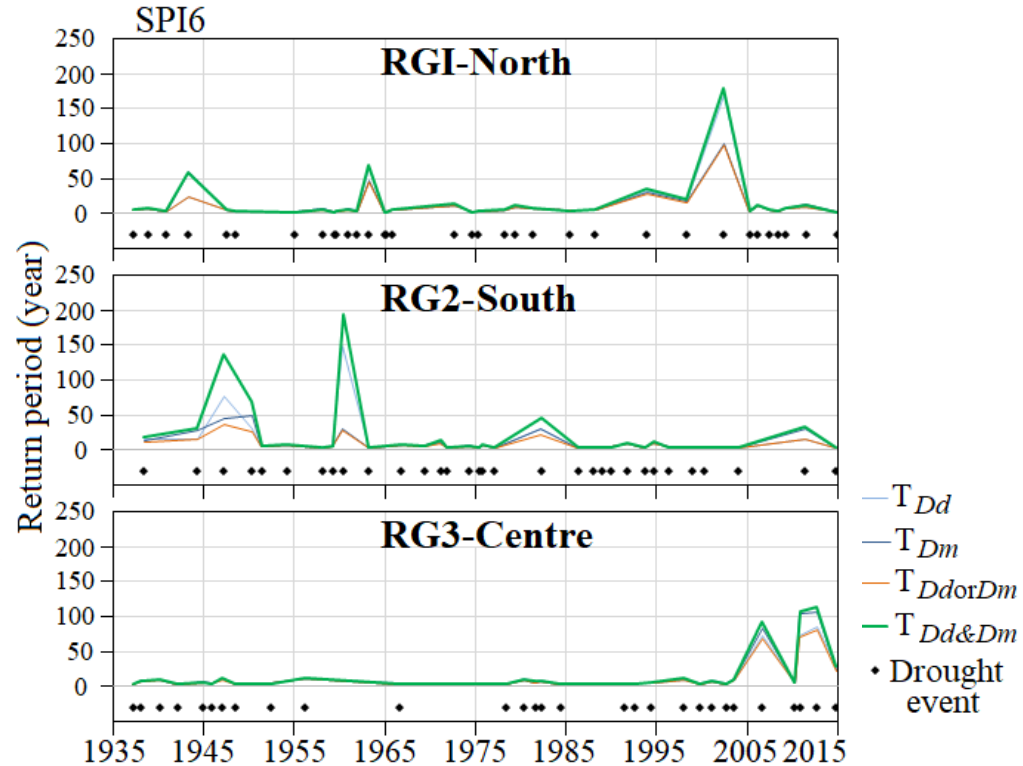 SPI6
250
RGI-North
200
150
100
50
0
250
RG2-South
200
150
100
50
0
Return period (year)
250
RG3-Centre
200
150
100
50
0
1935 1945 1955 1965 1975 1985 1995 2005 2015
T Dd
T Dm
T DdorDm
T Dd&Dm
Drought
event